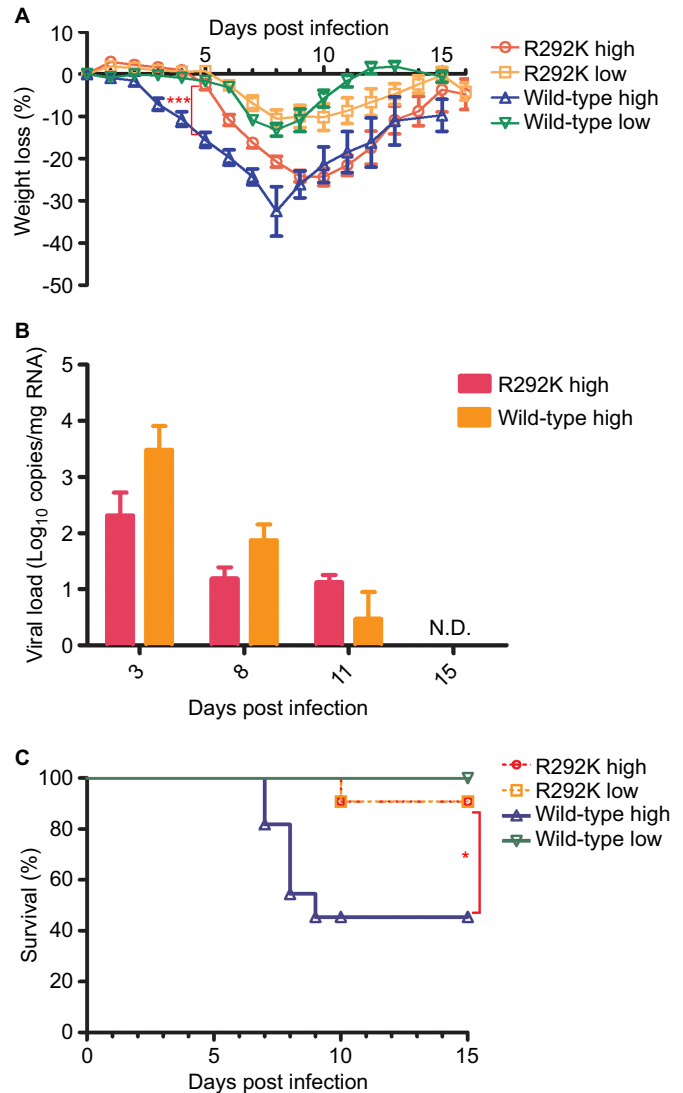 A
Days post infection
5
10
15
10
0
-10
-20
-30
-40
-50
Weight loss (%)
***
R292K high
R292K low
Wild-type high
Wild-type low
B
5
4
3
2
1
0
Viral load (Log10 copies/mg RNA)
R292K high
Wild-type high
N.D.
3
8
11
15
Days post infection
C
100
80
60
40
20
0
Survival (%)
*
R292K high
R292K low
Wild-type high
Wild-type low
0
5
10
15
Days post infection